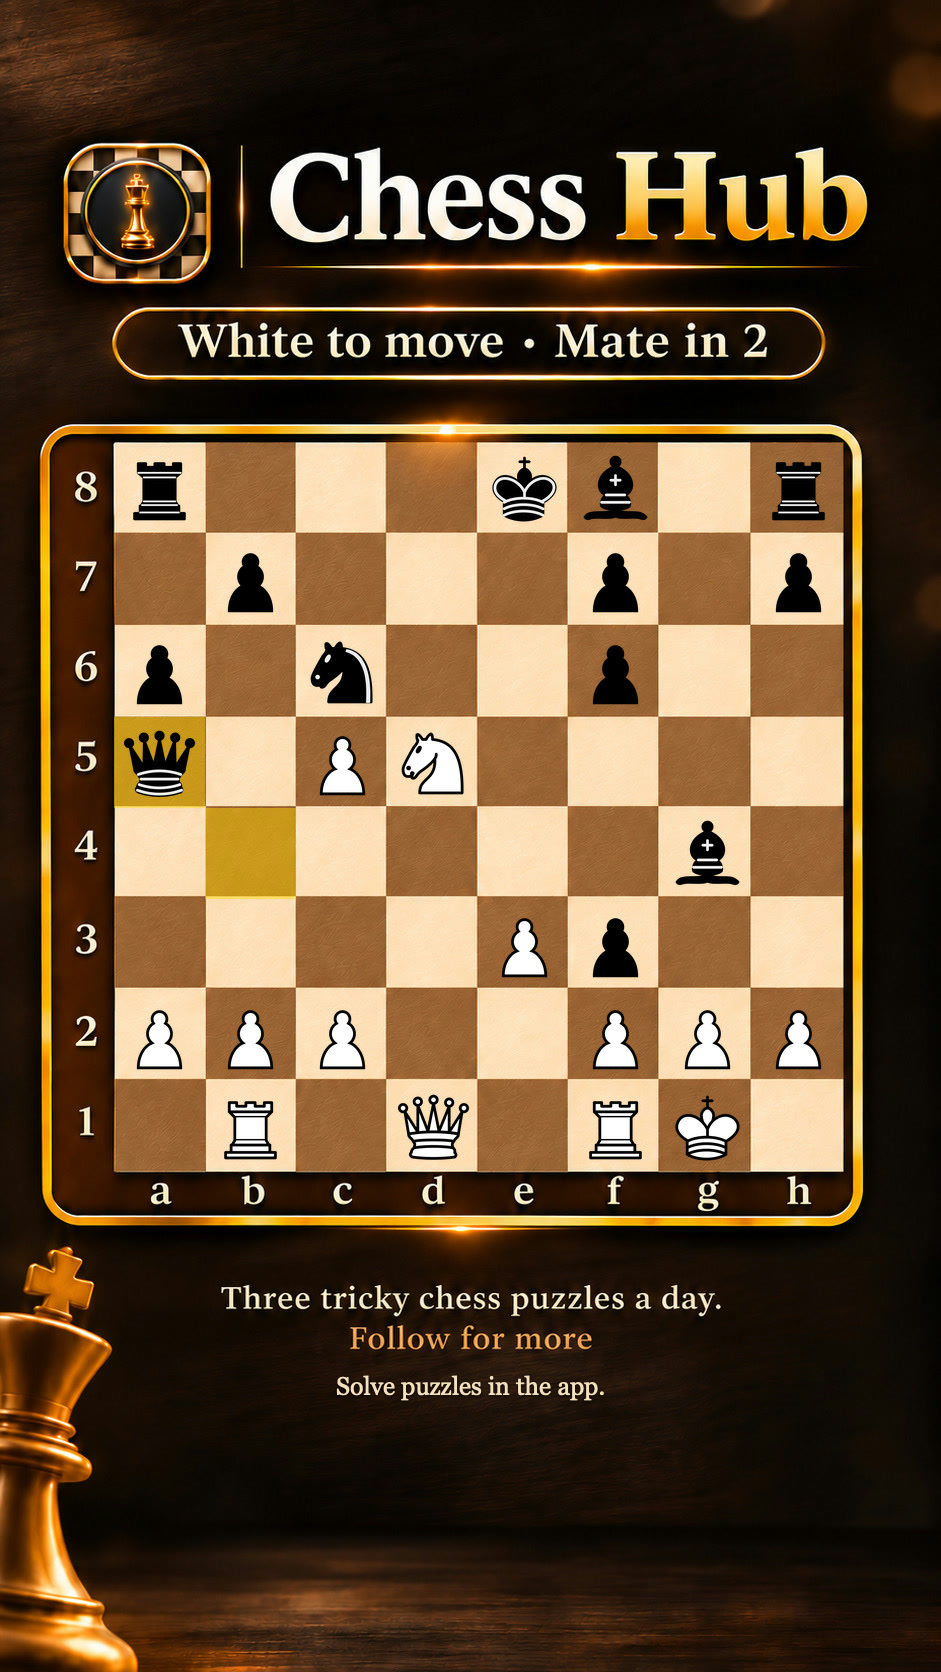 Chess Hub
White to move • Mate in 2
8
7
6
5
4
3
2
1
a b c d e f g h
Three tricky chess puzzles a day.
Follow for more
Solve puzzles in the app.